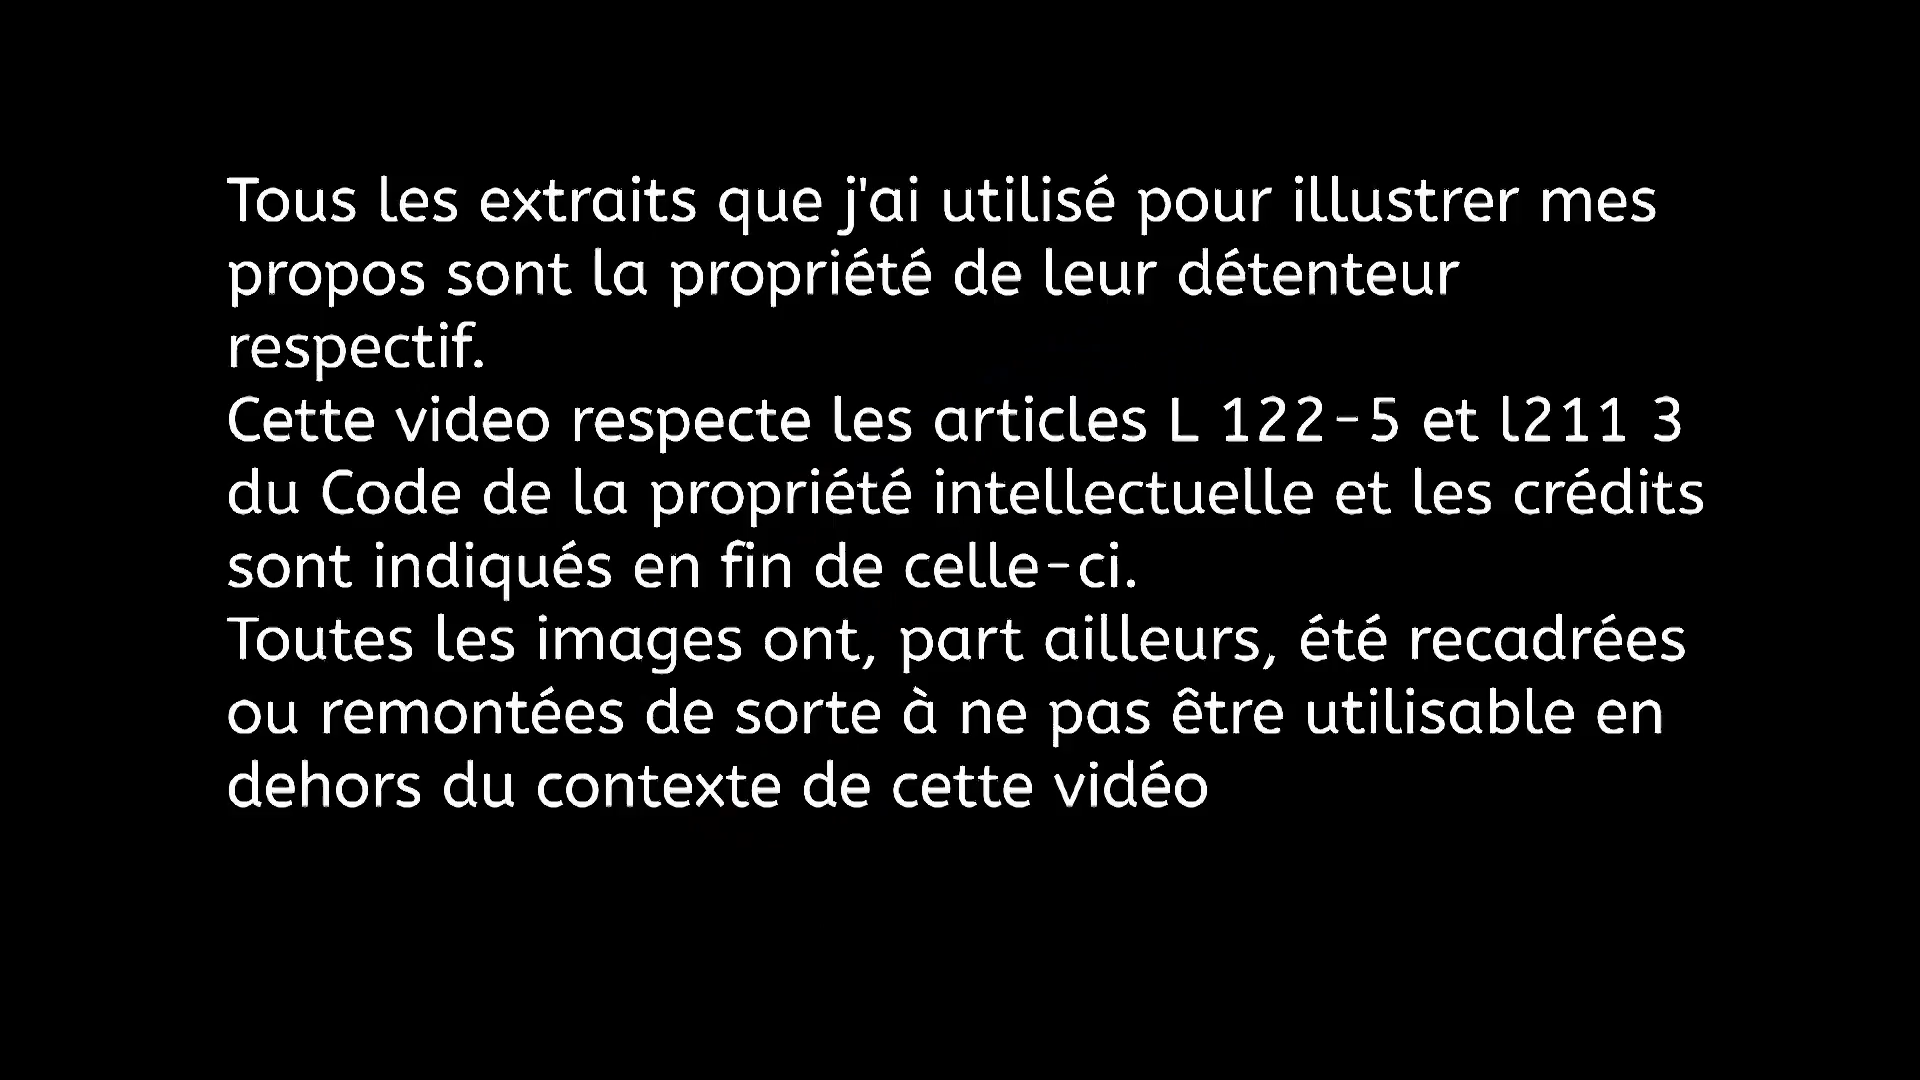 Tous les extraits que j'ai utilisé pour illustrer mes
propos sont la propriété de leur détenteur
respectif.
Cette video respecte les articles L 122-5 et l211 3
du Code de la propriété intellectuelle et les crédits
sont indiqués en fin de celle-ci.
Toutes les images ont, part ailleurs, été recadrées
ou remontées de sorte à ne pas être utilisable en
dehors du contexte de cette vidéo